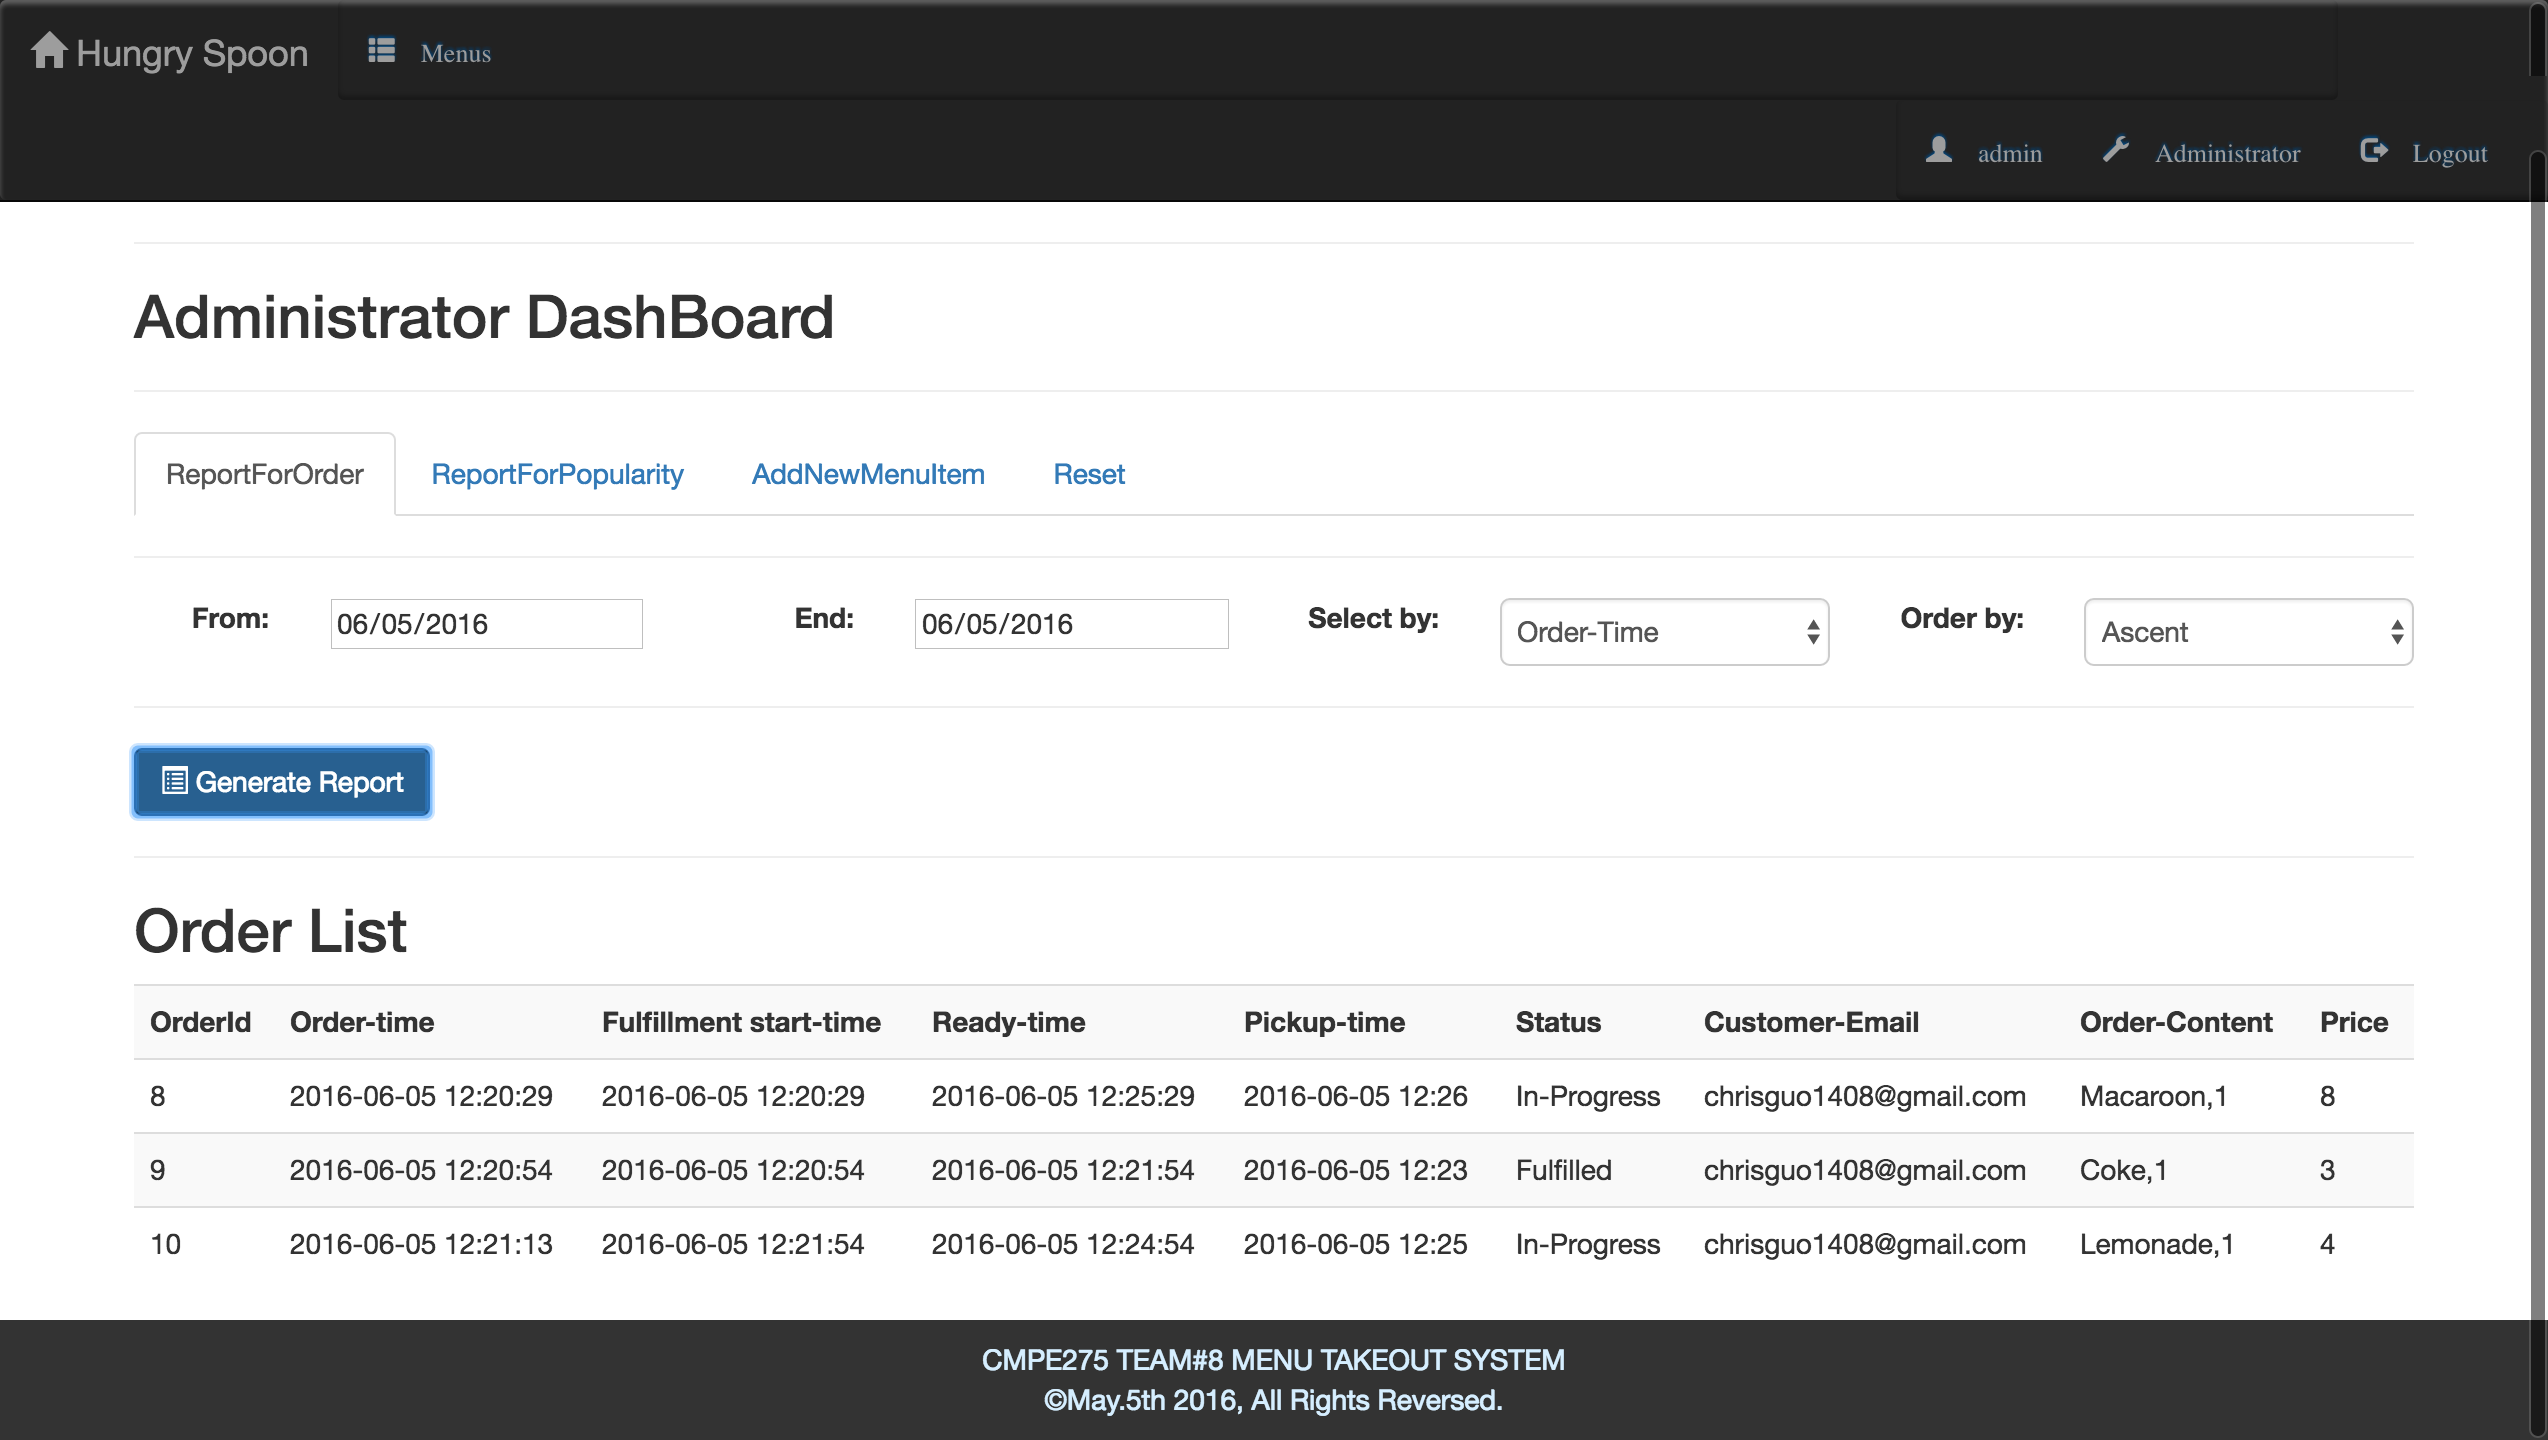 Hungry Spoon Menus
admin Administrator Logout
Administrator DashBoard
ReportForOrder ReportForPopularity AddNewMenuItem Reset
From: 06/05/2016 End: 06/05/2016 Select by: Order-Time Order by: Ascent
Generate Report
Order List
OrderId Order-time Fulfillment start-time Ready-time Pickup-time Status Customer-Email Order-Content Price
8 2016-06-05 12:20:29 2016-06-05 12:20:29 2016-06-05 12:25:29 2016-06-05 12:26 In-Progress chrisguo1408@gmail.com Macaroon,1 8
9 2016-06-05 12:20:54 2016-06-05 12:20:54 2016-06-05 12:21:54 2016-06-05 12:23 Fulfilled chrisguo1408@gmail.com Coke,1 3
10 2016-06-05 12:21:13 2016-06-05 12:21:54 2016-06-05 12:24:54 2016-06-05 12:25 In-Progress chrisguo1408@gmail.com Lemonade,1 4
CMPE275 TEAM#8 MENU TAKEOUT SYSTEM
©May.5th 2016, All Rights Reversed.